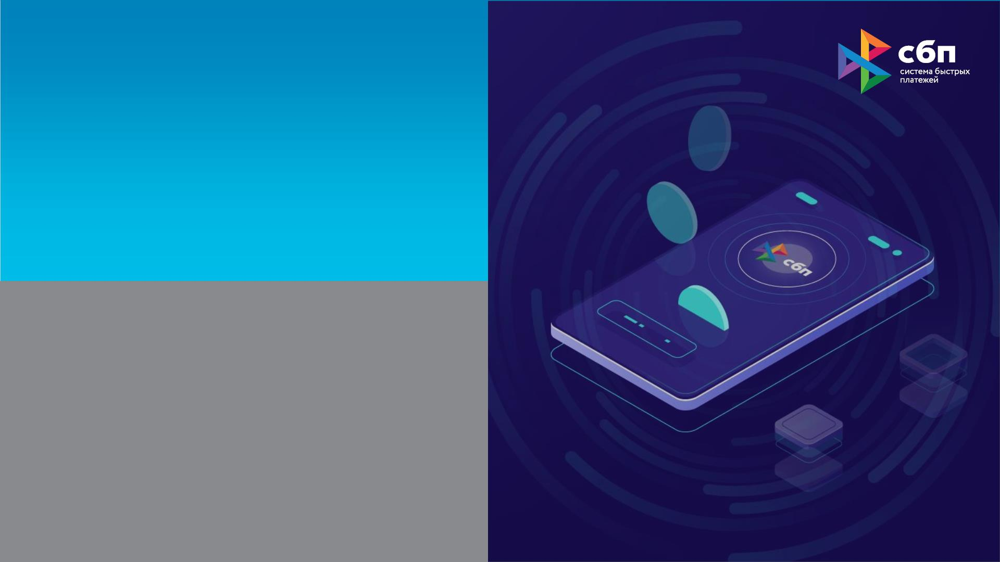 сбп
система быстрых
платежей
сбп